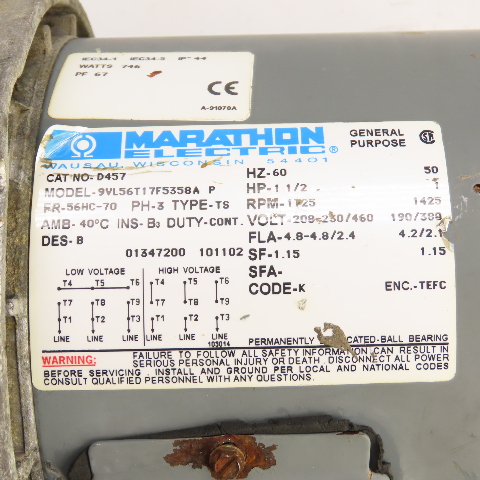 IEC34-1 IEC34-5 IP 44
WATTS 746
PF 67
CE
A-91078A
MARATHON
ELECTRIC®
GENERAL
PURPOSE
WAUSAU, WISCONSIN 54401
CAT NO- D457
MODEL-9VL56T17F5358A P
FR-56HC-70 PH-3 TYPE-TS
AMB-40°C INS-B3 DUTY-CONT.
DES-B
01347200 101102
HZ-60 50
HP-1 1/2 1
RPM-1725 1425
VOLT-208-230/460 190/380
FLA-4.8-4.8/2.4 4.2/2.1
SF-1.15 1.15
SFA-
CODE-K ENC.-TEFC
LOW VOLTAGE HIGH VOLTAGE
T4 T5 T6 T4 T5 T6
T7 T8 T9 T7 T8 T9
T1 T2 T3 T1 T2 T3
LINE LINE LINE LINE
103014
PERMANENTLY CATED-BALL BEARING
WARNING: FAILURE TO FOLLOW ALL SAFETY INFORMATION CAN RESULT IN
SERIOUS PERSONAL INJURY OR DEATH. DISCONNECT ALL POWER
BEFORE SERVICING. INSTALL AND GROUND PER LOCAL AND NATIONAL CODES
CONSULT QUALIFIED PERSONNEL WITH ANY QUESTIONS.